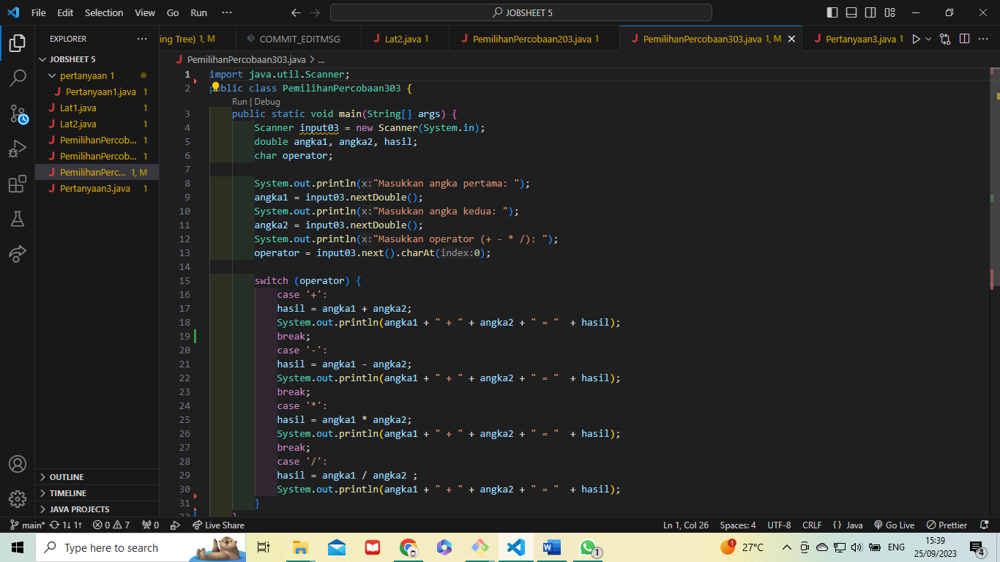 File Edit Selection View Go Run ··· JOBSHEET 5
EXPLORER ···
JOBSHEET 5
pertanyaan 1
Pertanyaan1.java 1
Lat1.java 1
Lat2.java 1
PemilihanPercob... 1
PemilihanPercob... 1
PemilihanPerc... 1, M
Pertanyaan3.java 1
OUTLINE
TIMELINE
JAVA PROJECTS
ing Tree) 1, M COMMIT_EDITMSG Lat2.java 1 PemilihanPercobaan203.java 1 PemilihanPercobaan303.java 1, M Pertanyaan3.java 1 ···
PemilihanPercobaan303.java > ...
1 import java.util.Scanner;
2 public class PemilihanPercobaan303 {
Run | Debug
3 public static void main(String[] args) {
4 Scanner input03 = new Scanner(System.in);
5 double angka1, angka2, hasil;
6 char operator;
7
8 System.out.println(x:"Masukkan angka pertama: ");
9 angka1 = input03.nextDouble();
10 System.out.println(x:"Masukkan angka kedua: ");
11 angka2 = input03.nextDouble();
12 System.out.println(x:"Masukkan operator (+ - * /): ");
13 operator = input03.next().charAt(index:0);
14
15 switch (operator) {
16 case '+':
17 hasil = angka1 + angka2;
18 System.out.println(angka1 + " + " + angka2 + " = "  + hasil);
19 break;
20 case '-':
21 hasil = angka1 - angka2;
22 System.out.println(angka1 + " + " + angka2 + " = "  + hasil);
23 break;
24 case '*':
25 hasil = angka1 * angka2;
26 System.out.println(angka1 + " + " + angka2 + " = "  + hasil);
27 break;
28 case '/':
29 hasil = angka1 / angka2 ;
30 System.out.println(angka1 + " + " + angka2 + " = "  + hasil);
31 }
32 }
main* 1↓ 1↑ 0 7 0 Live Share Ln 1, Col 26 Spaces: 4 UTF-8 CRLF {} Java Go Live Prettier
Type here to search 1 1 27°C ENG 15:39 25/09/2023 4